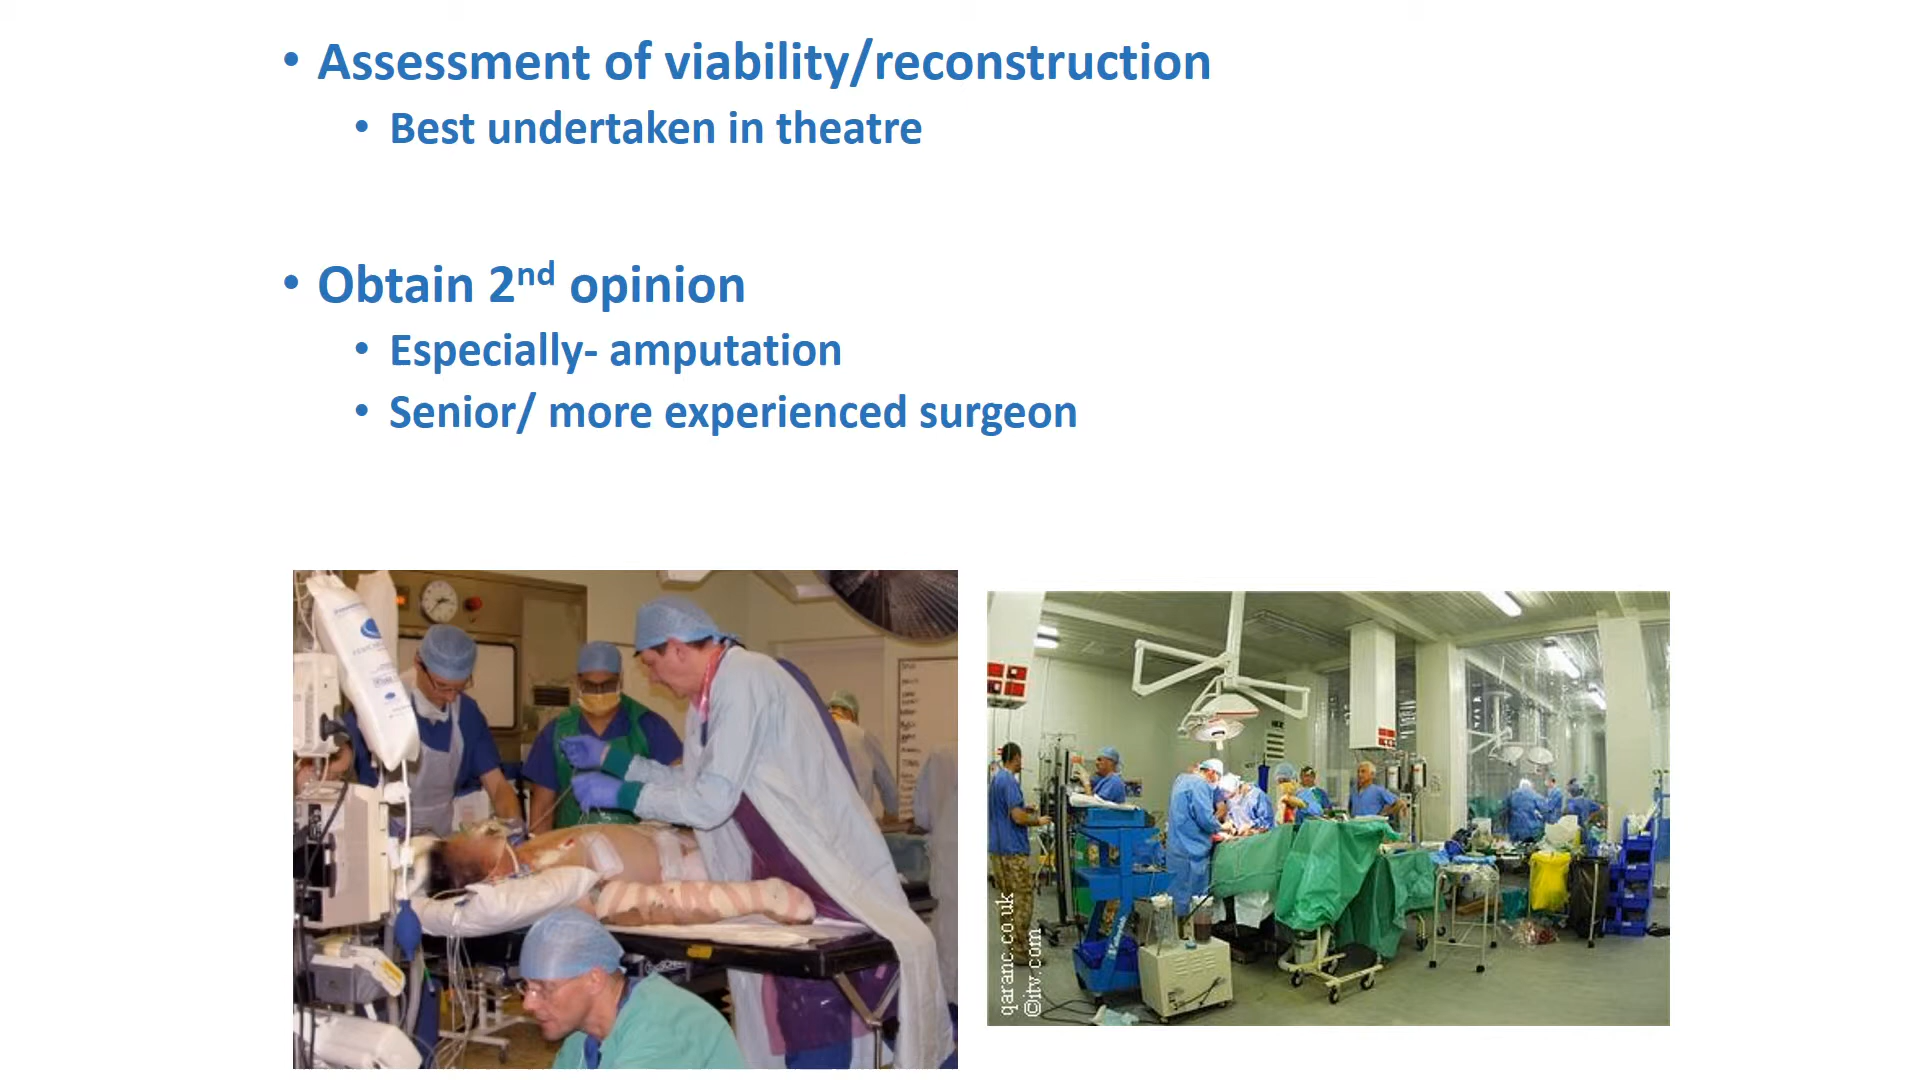 • Assessment of viability/reconstruction
• Best undertaken in theatre
• Obtain 2nd opinion
• Especially- amputation
• Senior/ more experienced surgeon
qaranc.co.uk
©itv.com